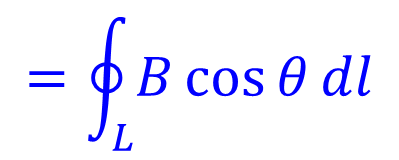 = ∮_L B cos θ dl